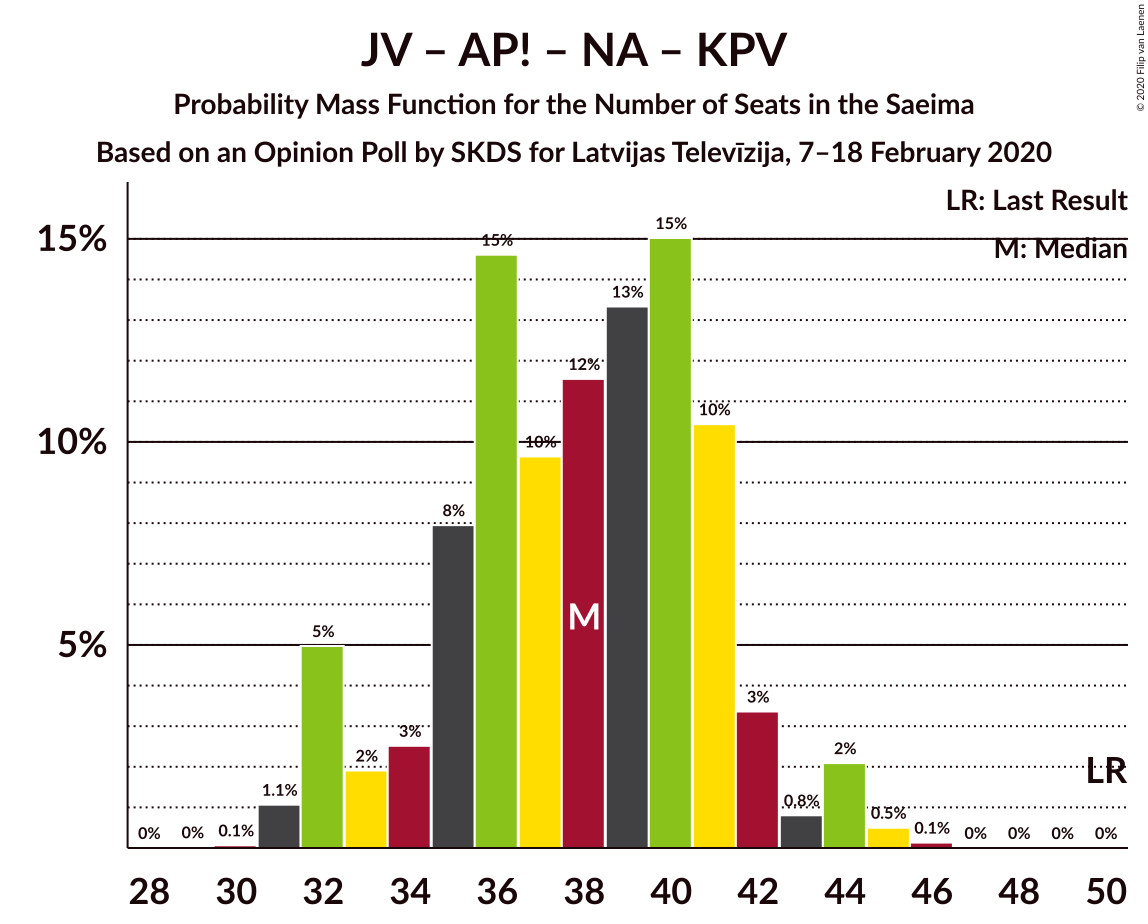 JV – AP! – NA – KPV
Probability Mass Function for the Number of Seats in the Saeima
Based on an Opinion Poll by SKDS for Latvijas Televīzija, 7–18 February 2020
© 2020 Filip van Laenen
LR: Last Result
M: Median
15%
10%
5%
0% 0% 0.1% 1.1% 5% 2% 3% 8% 15% 10% 12% 13% 15% 10% 3% 0.8% 2% 0.5% 0.1% 0% 0% 0% 0%
M
LR
28 30 32 34 36 38 40 42 44 46 48 50